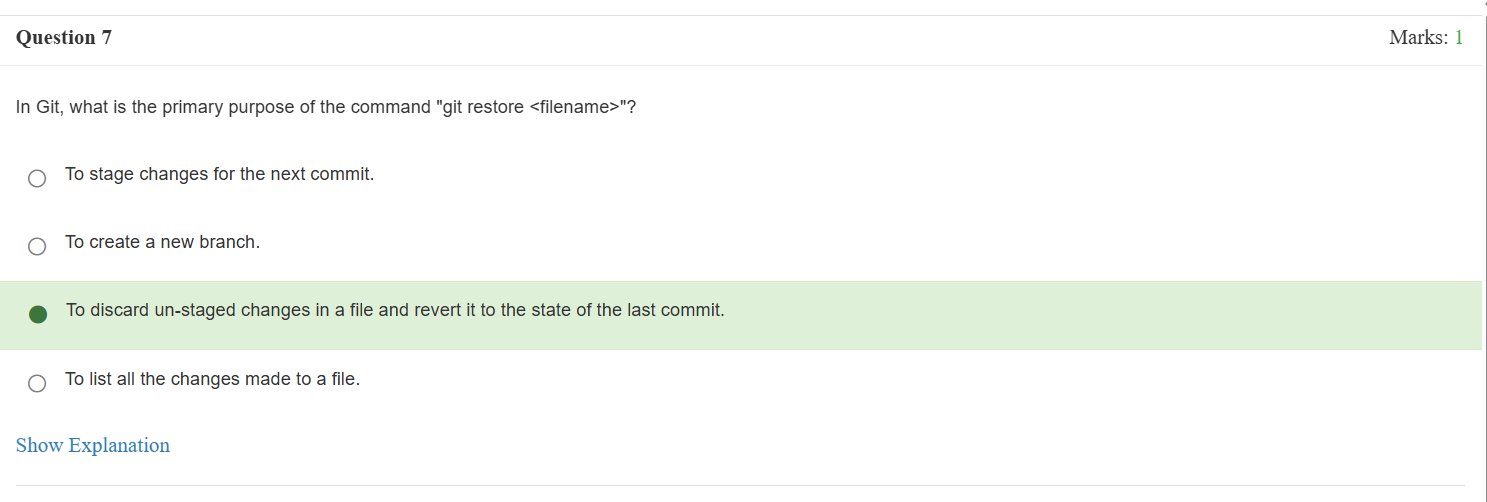 Question 7
Marks: 1
In Git, what is the primary purpose of the command "git restore <filename>"?
To stage changes for the next commit.
To create a new branch.
To discard un-staged changes in a file and revert it to the state of the last commit.
To list all the changes made to a file.
Show Explanation